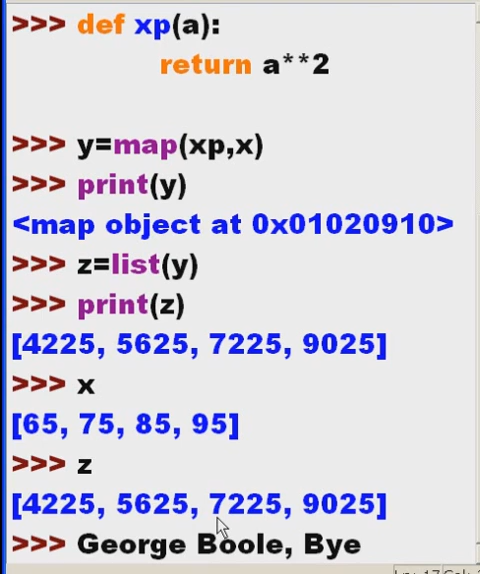 >>> def xp(a):
return a**2
>>> y=map(xp,x)
>>> print(y)
<map object at 0x01020910>
>>> z=list(y)
>>> print(z)
[4225, 5625, 7225, 9025]
>>> x
[65, 75, 85, 95]
>>> z
[4225, 5625, 7225, 9025]
>>> George Boole, Bye